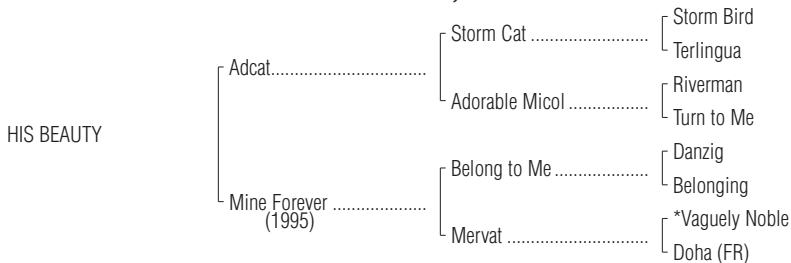 Storm Bird
Storm Cat ........................
Terlingua
Adcat.................................
Riverman
Adorable Micol .................
Turn to Me
HIS BEAUTY
Danzig
Belong to Me ....................
Belonging
Mine Forever ....................
(1995)
*Vaguely Noble
Mervat ..............................
Doha (FR)